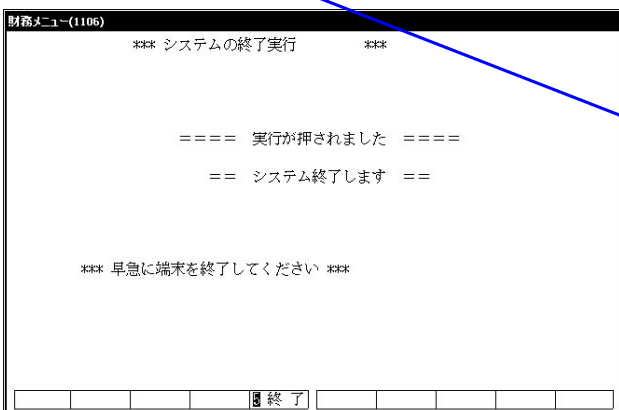 財務メニュー(1106)
*** システムの終了実行 ***
==== 実行が押されました ====
== システム終了します ==
*** 早急に端末を終了してください ***
5 終 了